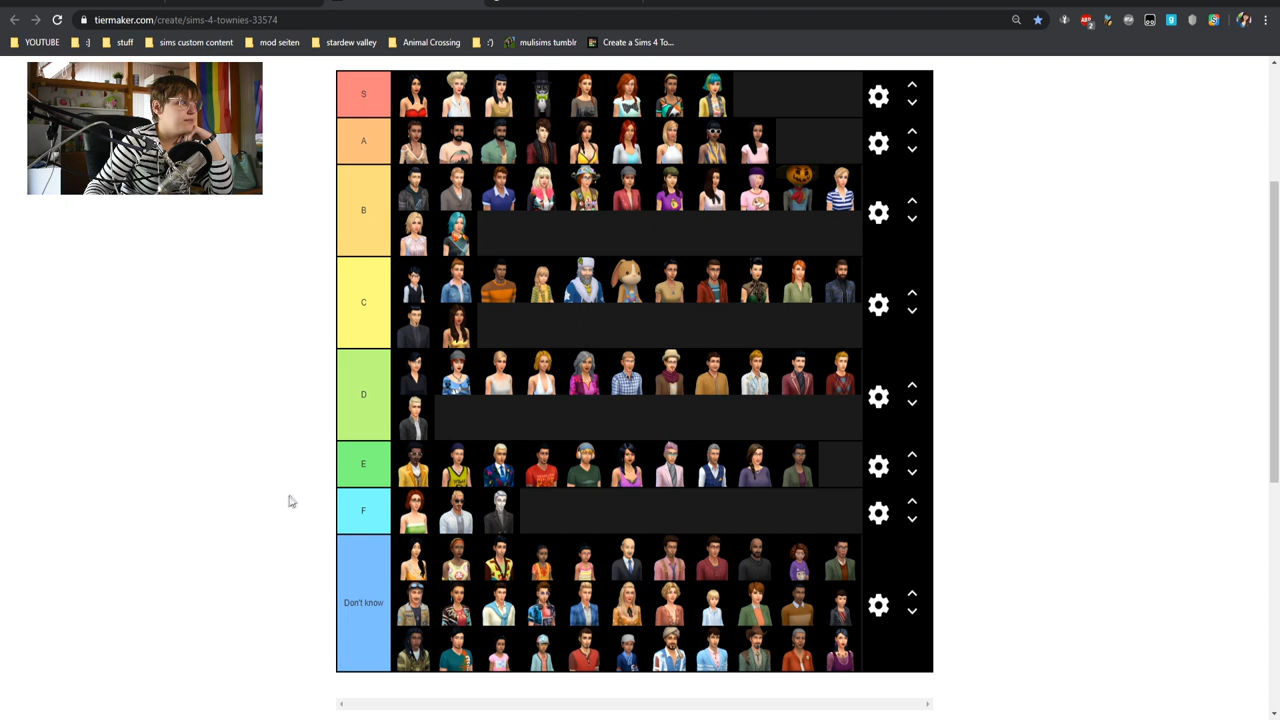 tiermaker.com/create/sims-4-townies-33574
YOUTUBE :) stuff sims custom content mod seiten stardew valley Animal Crossing :') mulisims tumblr Create a Sims 4 To...
S
A
B
C
D
E
F
Don't know